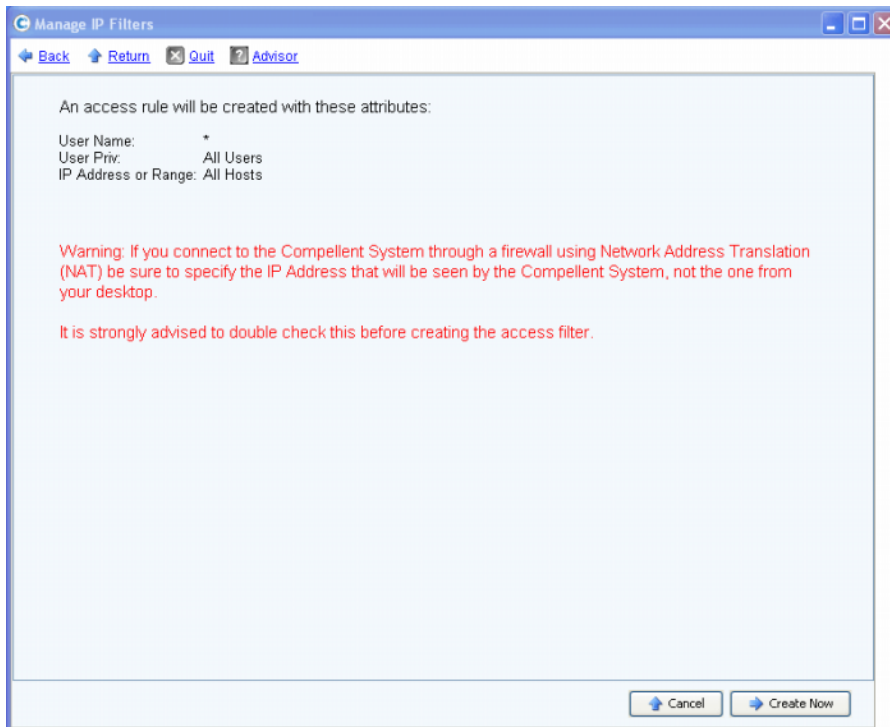 Manage IP Filters
Back Return Quit Advisor
An access rule will be created with these attributes:
User Name: *
User Priv: All Users
IP Address or Range: All Hosts
Warning: If you connect to the Compellent System through a firewall using Network Address Translation
(NAT) be sure to specify the IP Address that will be seen by the Compellent System, not the one from
your desktop.
It is strongly advised to double check this before creating the access filter.
Cancel Create Now